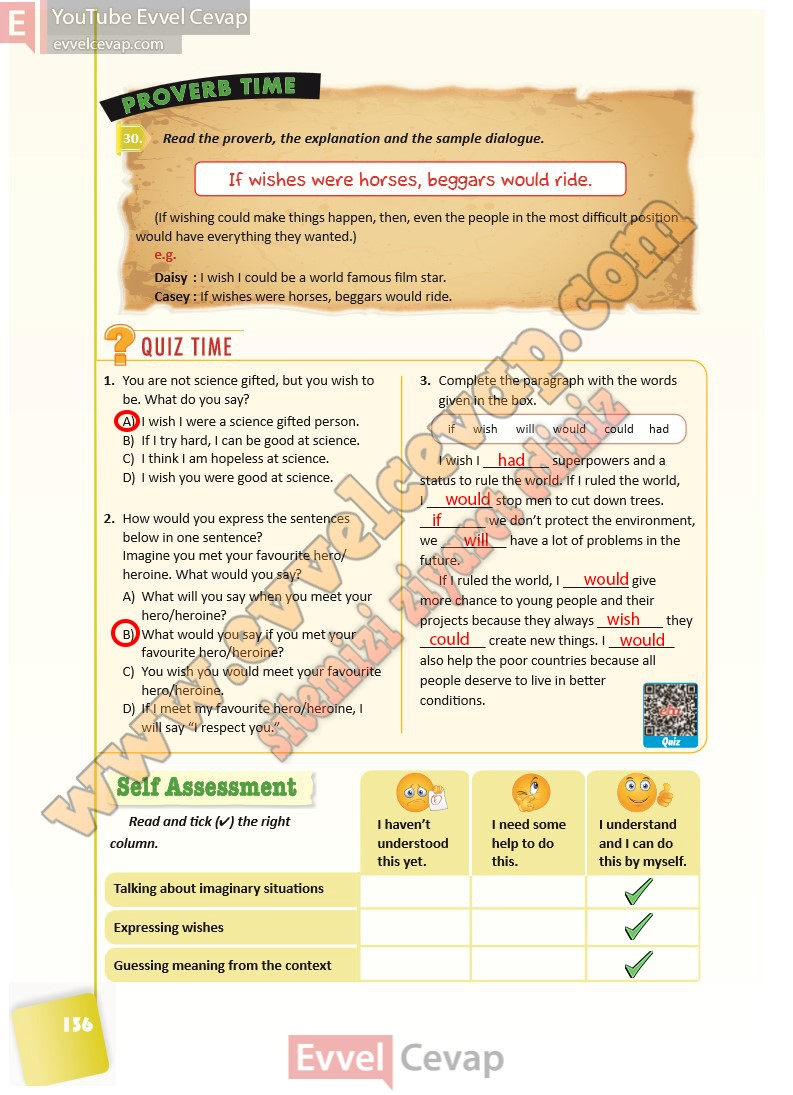 E YouTube Evvel Cevap
evvelcevap.com
PROVERB TIME
30. Read the proverb, the explanation and the sample dialogue.
If wishes were horses, beggars would ride.
(If wishing could make things happen, then, even the people in the most difficult position
would have everything they wanted.)
e.g.
Daisy : I wish I could be a world famous film star.
Casey : If wishes were horses, beggars would ride.
? QUIZ TIME
1. You are not science gifted, but you wish to
be. What do you say?
A) I wish I were a science gifted person.
B) If I try hard, I can be good at science.
C) I think I am hopeless at science.
D) I wish you were good at science.
2. How would you express the sentences
below in one sentence?
Imagine you met your favourite hero/
heroine. What would you say?
A) What will you say when you meet your
hero/heroine?
B) What would you say if you met your
favourite hero/heroine?
C) You wish you would meet your favourite
hero/heroine.
D) If I meet my favourite hero/heroine, I
will say “I respect you.”
3. Complete the paragraph with the words
given in the box.
if wish will would could had
I wish I had superpowers and a
status to rule the world. If I ruled the world,
I would stop men to cut down trees.
if we don’t protect the environment,
we will have a lot of problems in the
future.
If I ruled the world, I would give
more chance to young people and their
projects because they always wish they
could create new things. I would
also help the poor countries because all
people deserve to live in better
conditions.
eba
Quiz
www.evvelcevap.com
sitemizi ziyaret ediniz
Self Assessment
Read and tick (✔) the right
column.
I haven’t
understood
this yet.
I need some
help to do
this.
I understand
and I can do
this by myself.
Talking about imaginary situations
Expressing wishes
Guessing meaning from the context
136
Evvel Cevap